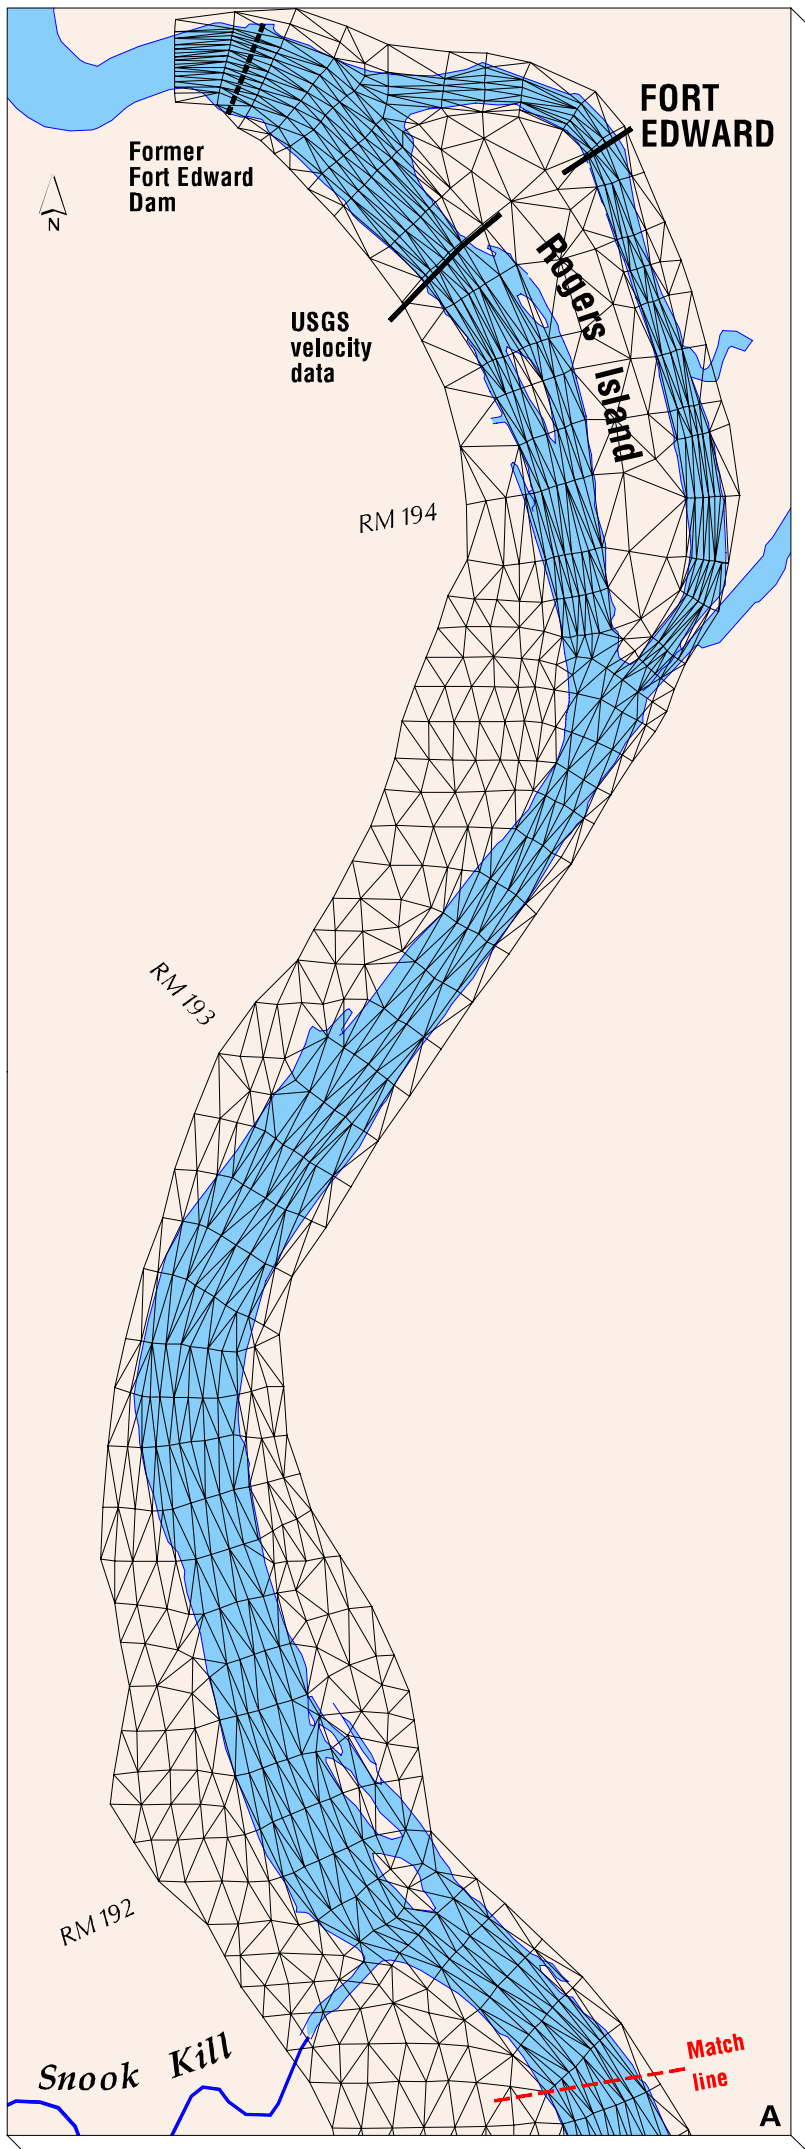 FORT
EDWARD
Former
Fort Edward
Dam
N
Rogers Island
USGS
velocity
data
RM 194
RM 193
RM 192
Snook Kill
Match
line
A